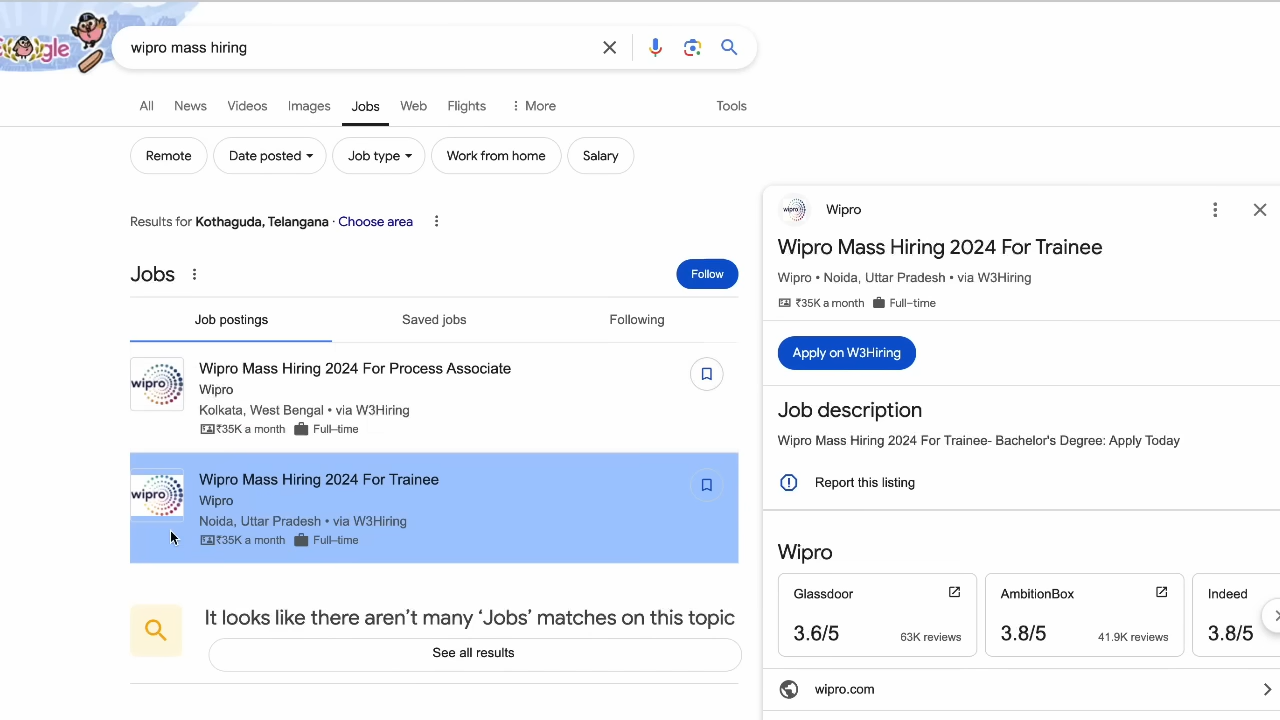 wipro mass hiring
All News Videos Images Jobs Web Flights More Tools
Remote Date posted Job type Work from home Salary
Results for Kothaguda, Telangana · Choose area
Jobs Follow
Job postings Saved jobs Following
wipro
Wipro Mass Hiring 2024 For Process Associate
Wipro
Kolkata, West Bengal • via W3Hiring
₹35K a month Full–time
wipro
Wipro Mass Hiring 2024 For Trainee
Wipro
Noida, Uttar Pradesh • via W3Hiring
₹35K a month Full–time
It looks like there aren’t many ‘Jobs’ matches on this topic
See all results
wipro Wipro
Wipro Mass Hiring 2024 For Trainee
Wipro • Noida, Uttar Pradesh • via W3Hiring
₹35K a month Full–time
Apply on W3Hiring
Job description
Wipro Mass Hiring 2024 For Trainee- Bachelor's Degree: Apply Today
Report this listing
Wipro
Glassdoor AmbitionBox Indeed
3.6/5 63K reviews 3.8/5 41.9K reviews 3.8/5
wipro.com